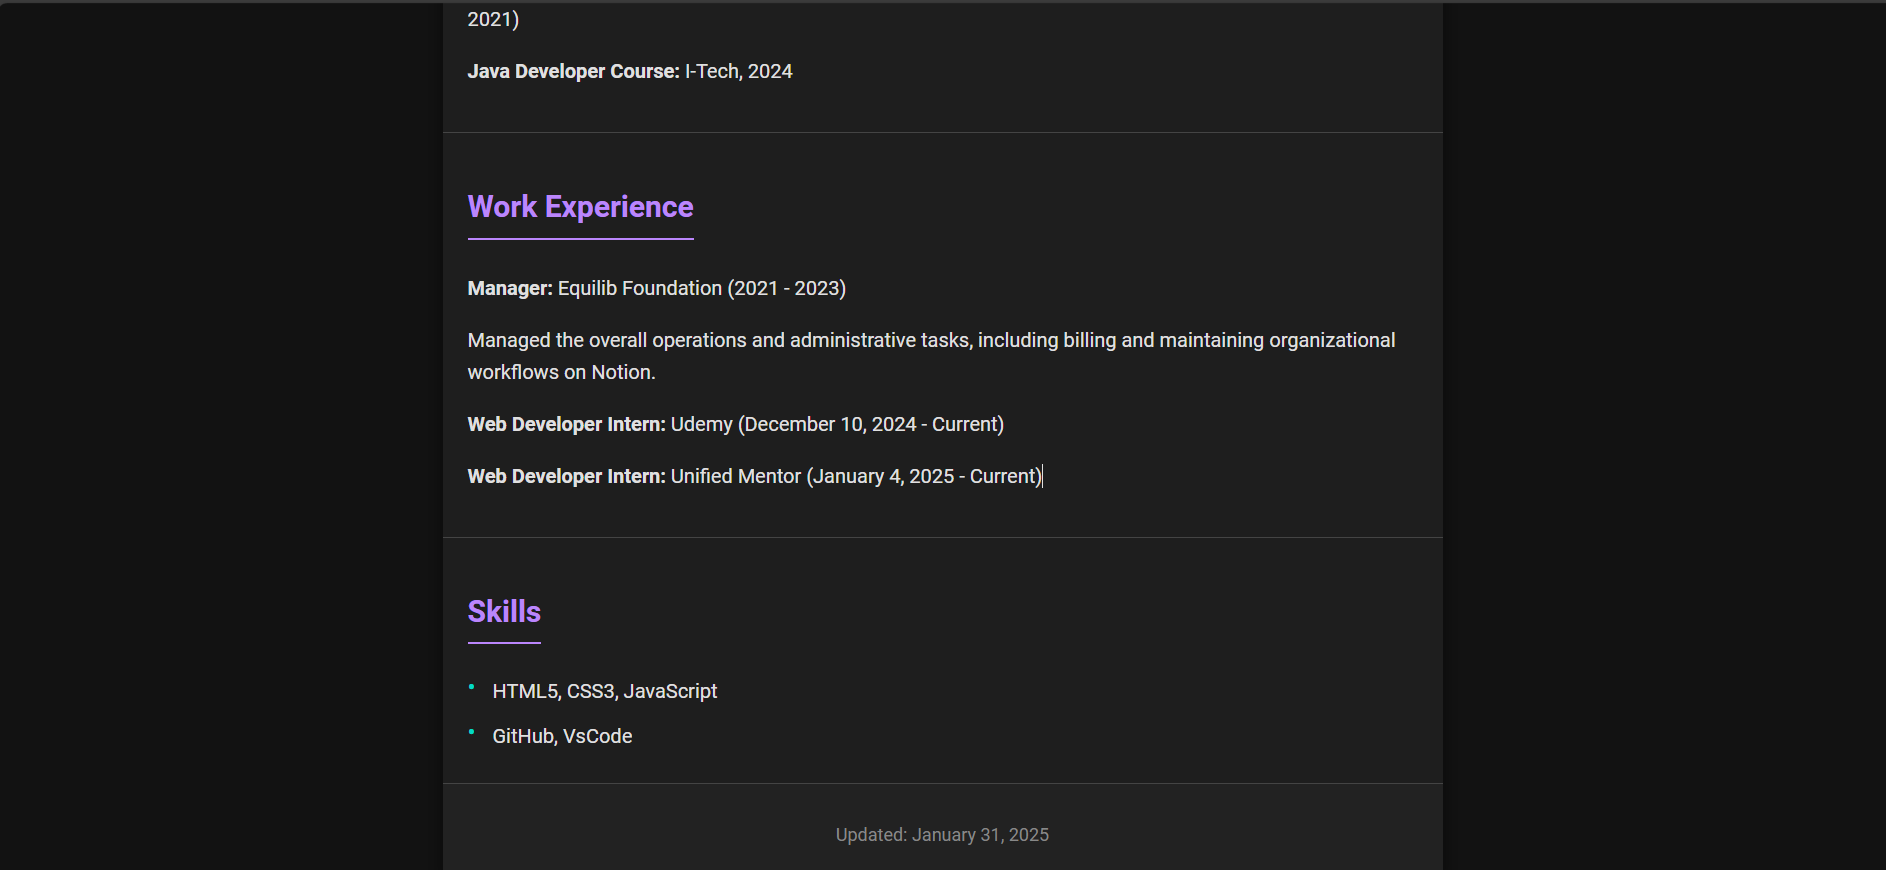 2021)
Java Developer Course: I-Tech, 2024
Work Experience
Manager: Equilib Foundation (2021 - 2023)
Managed the overall operations and administrative tasks, including billing and maintaining organizational
workflows on Notion.
Web Developer Intern: Udemy (December 10, 2024 - Current)
Web Developer Intern: Unified Mentor (January 4, 2025 - Current)
Skills
• HTML5, CSS3, JavaScript
• GitHub, VsCode
Updated: January 31, 2025